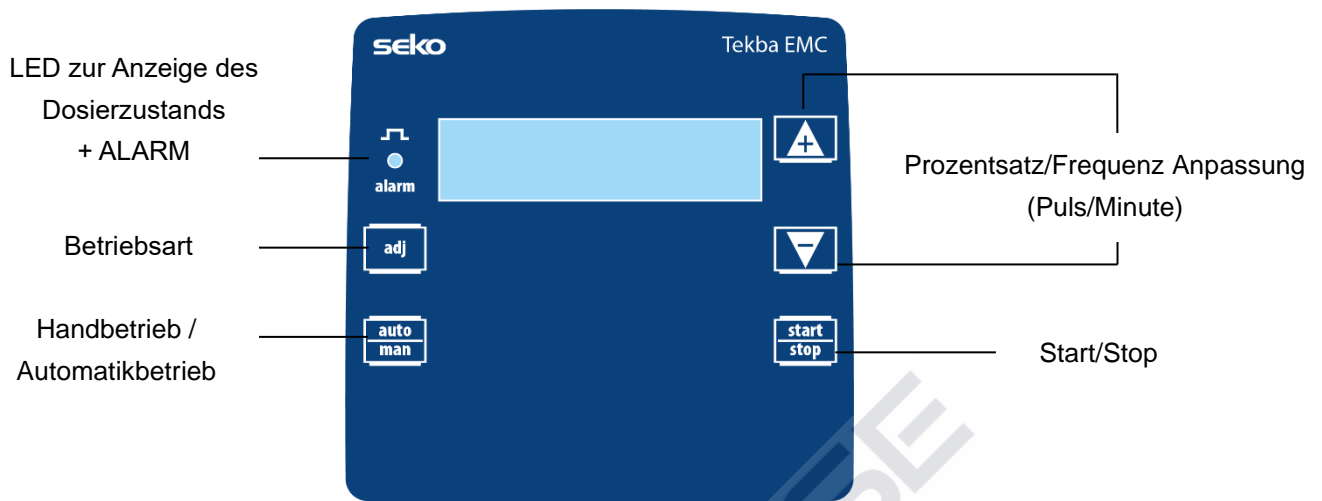 seko
Tekba EMC
LED zur Anzeige des
Dosierzustands
+ ALARM
alarm
+
Prozentsatz/Frequenz Anpassung
(Puls/Minute)
Betriebsart
adj
−
Handbetrieb /
Automatikbetrieb
auto
man
start
stop
Start/Stop